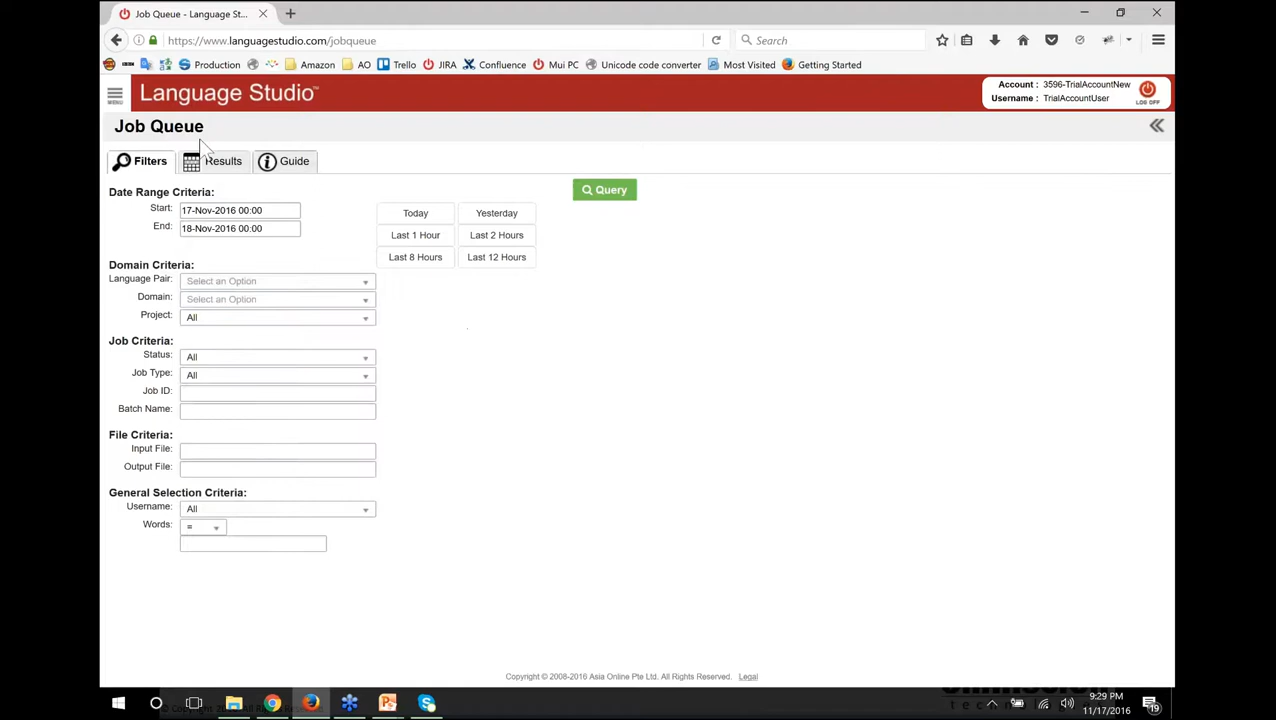 Job Queue - Language St...
https://www.languagestudio.com/jobqueue
Search
Production
Amazon
AO
Trello
JIRA
Confluence
Mui PC
Unicode code converter
Most Visited
Getting Started
MENU
Language Studio™
Account : 3596-TrialAccountNew
Username : TrialAccountUser
LOG OFF
Job Queue
Filters
Results
Guide
Date Range Criteria:
Query
Start: 17-Nov-2016 00:00
Today
Yesterday
End: 18-Nov-2016 00:00
Last 1 Hour
Last 2 Hours
Last 8 Hours
Last 12 Hours
Domain Criteria:
Language Pair: Select an Option
Domain: Select an Option
Project: All
Job Criteria:
Status: All
Job Type: All
Job ID:
Batch Name:
File Criteria:
Input File:
Output File:
General Selection Criteria:
Username: All
Words: =
Copyright © 2008-2016 Asia Online Pte Ltd. All Rights Reserved. Legal
9:29 PM
11/17/2016
19